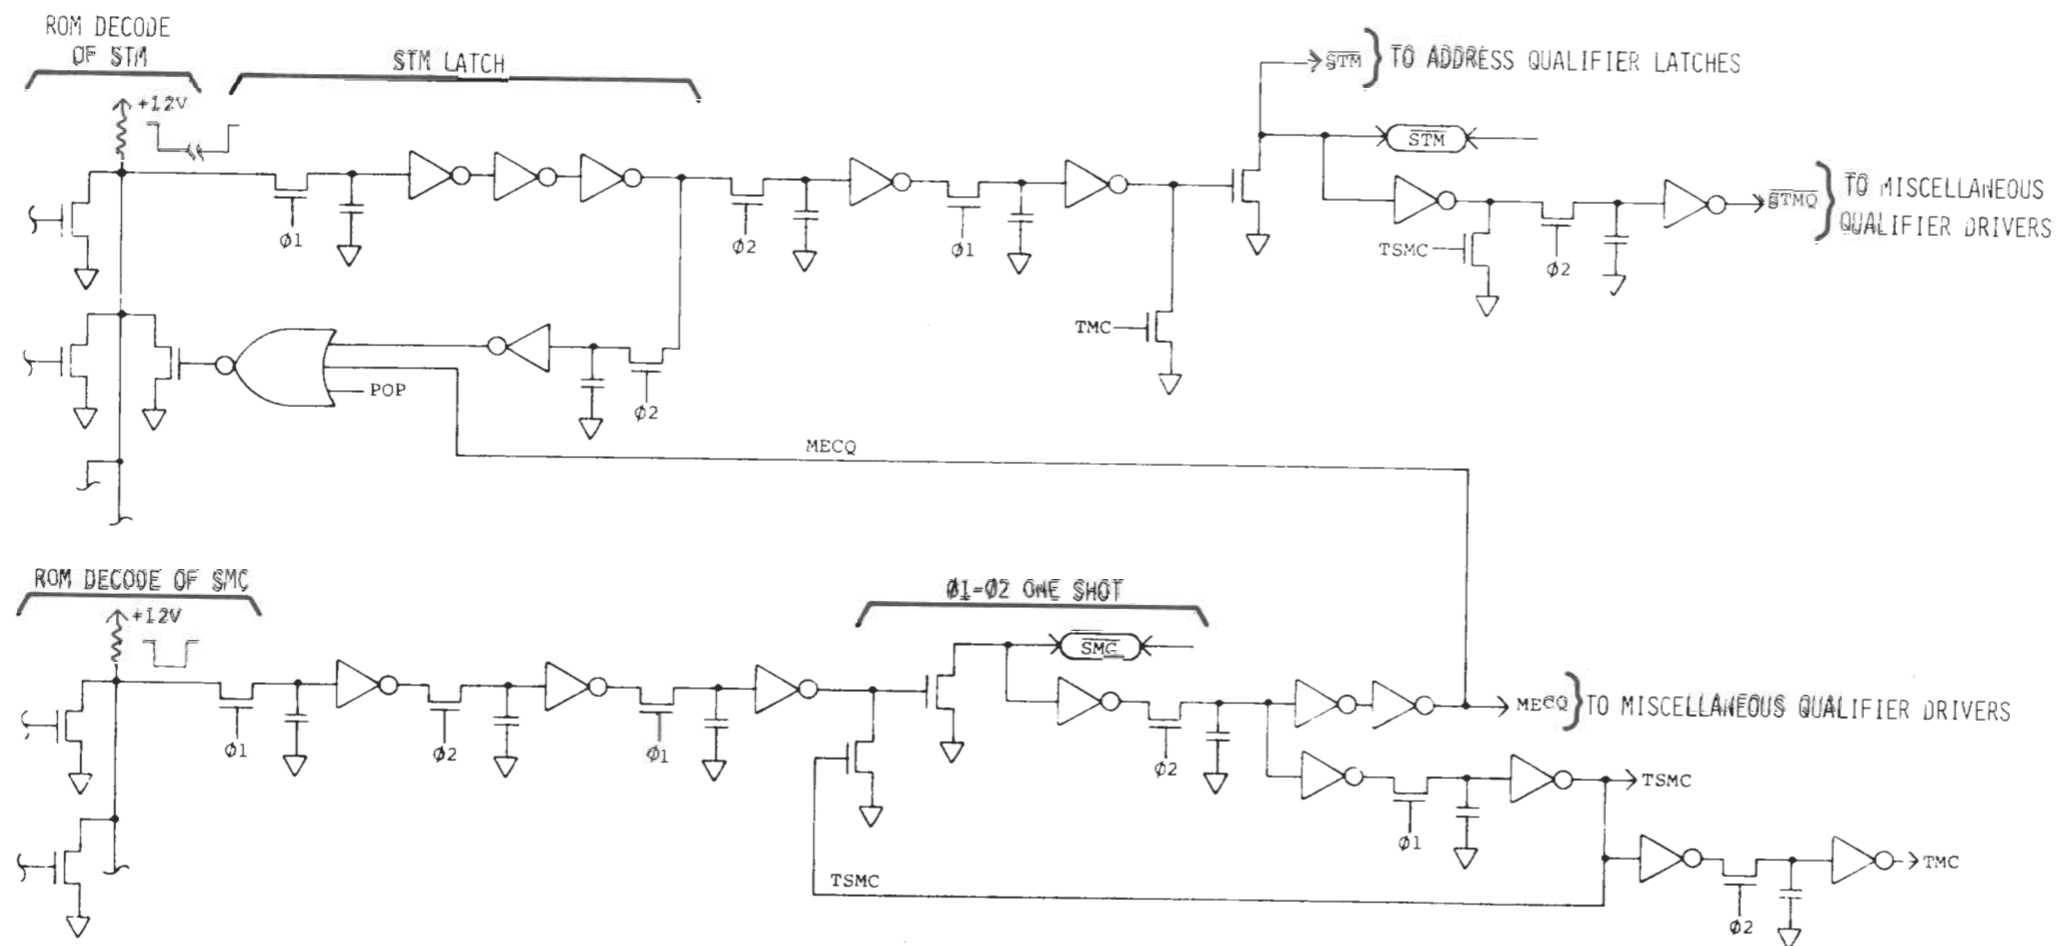 ROM DECODE
OF STM
+12V
STM LATCH
STM } TO ADDRESS QUALIFIER LATCHES
STM
STMQ } TO MISCELLANEOUS
QUALIFIER DRIVERS
ø1
ø2
ø1
TSMC
ø2
TMC
POP
ø2
MECQ
ROM DECODE OF SMC
+12V
ø1-ø2 ONE SHOT
SMC
MECQ } TO MISCELLANEOUS QUALIFIER DRIVERS
ø1
ø2
ø1
ø2
TSMC
ø1
TSMC
TMC
ø2